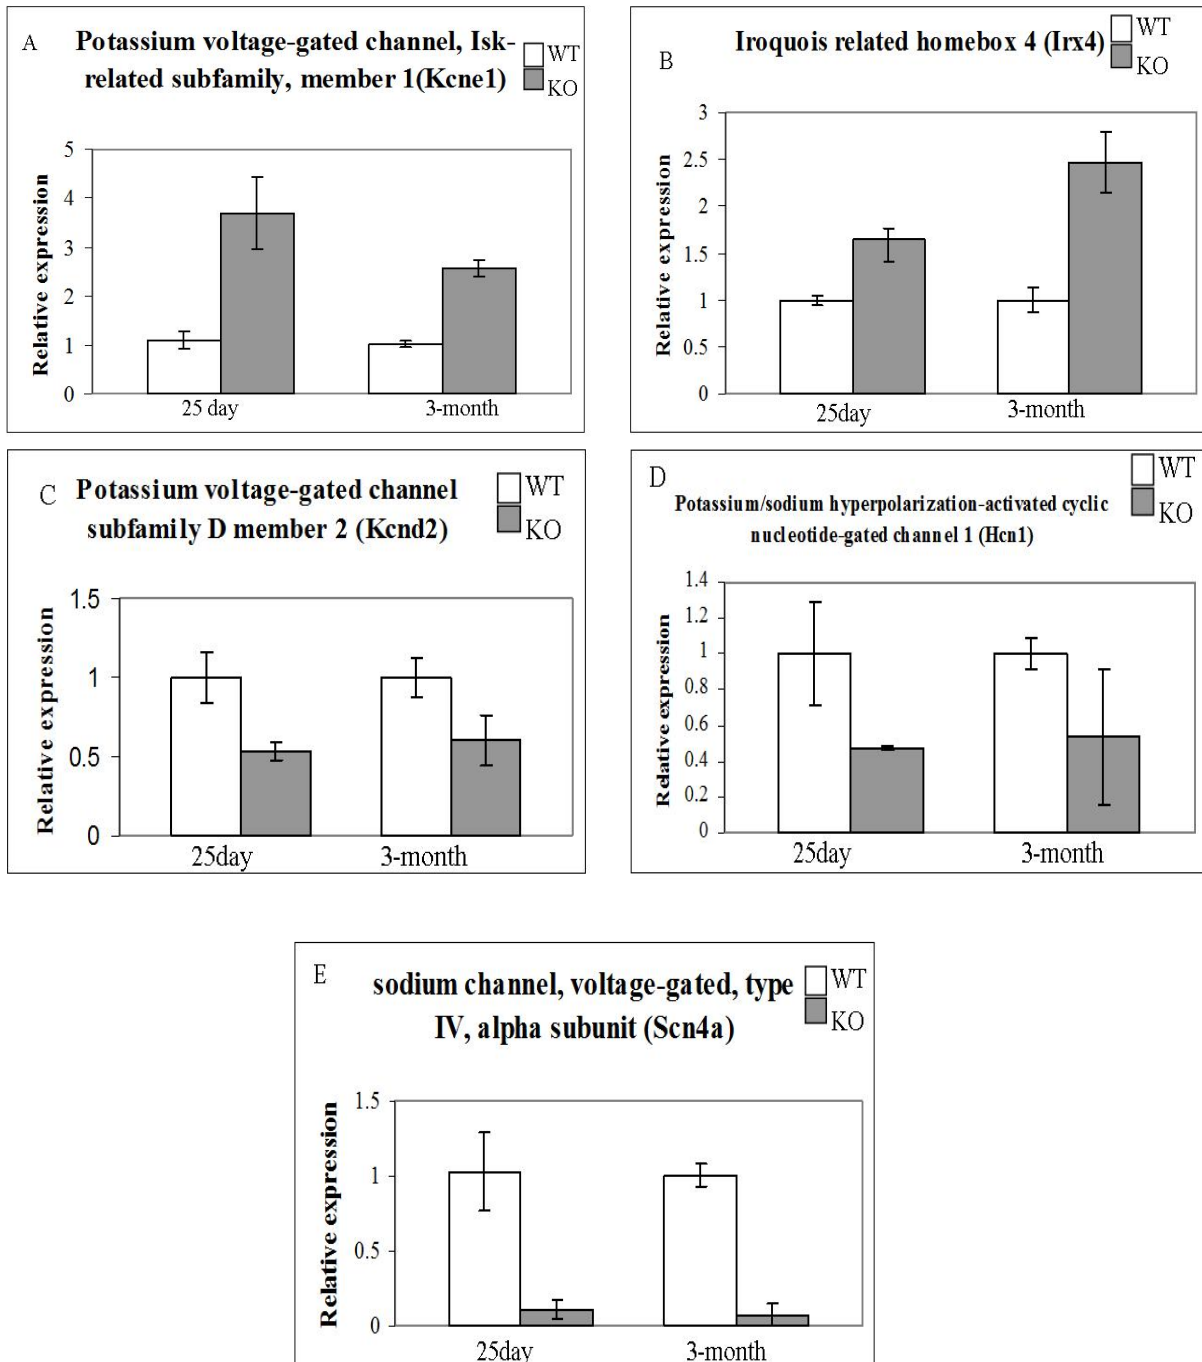 A
Potassium voltage-gated channel, Isk-
related subfamily, member 1(Kcne1)
WT
KO
Relative expression
5
4
3
2
1
0
25 day
3-month
B
Iroquois related homebox 4 (Irx4)
WT
KO
Relative expression
3
2.5
2
1.5
1
0.5
0
25day
3-month
C
Potassium voltage-gated channel
subfamily D member 2 (Kcnd2)
WT
KO
Relative expression
1.5
1
0.5
0
25day
3-month
D
Potassium/sodium hyperpolarization-activated cyclic
nucleotide-gated channel 1 (Hcn1)
WT
KO
Relative expression
1.4
1.2
1
0.8
0.6
0.4
0.2
0
25day
3-month
E
sodium channel, voltage-gated, type
IV, alpha subunit (Scn4a)
WT
KO
Relative expression
1.5
1
0.5
0
25day
3-month